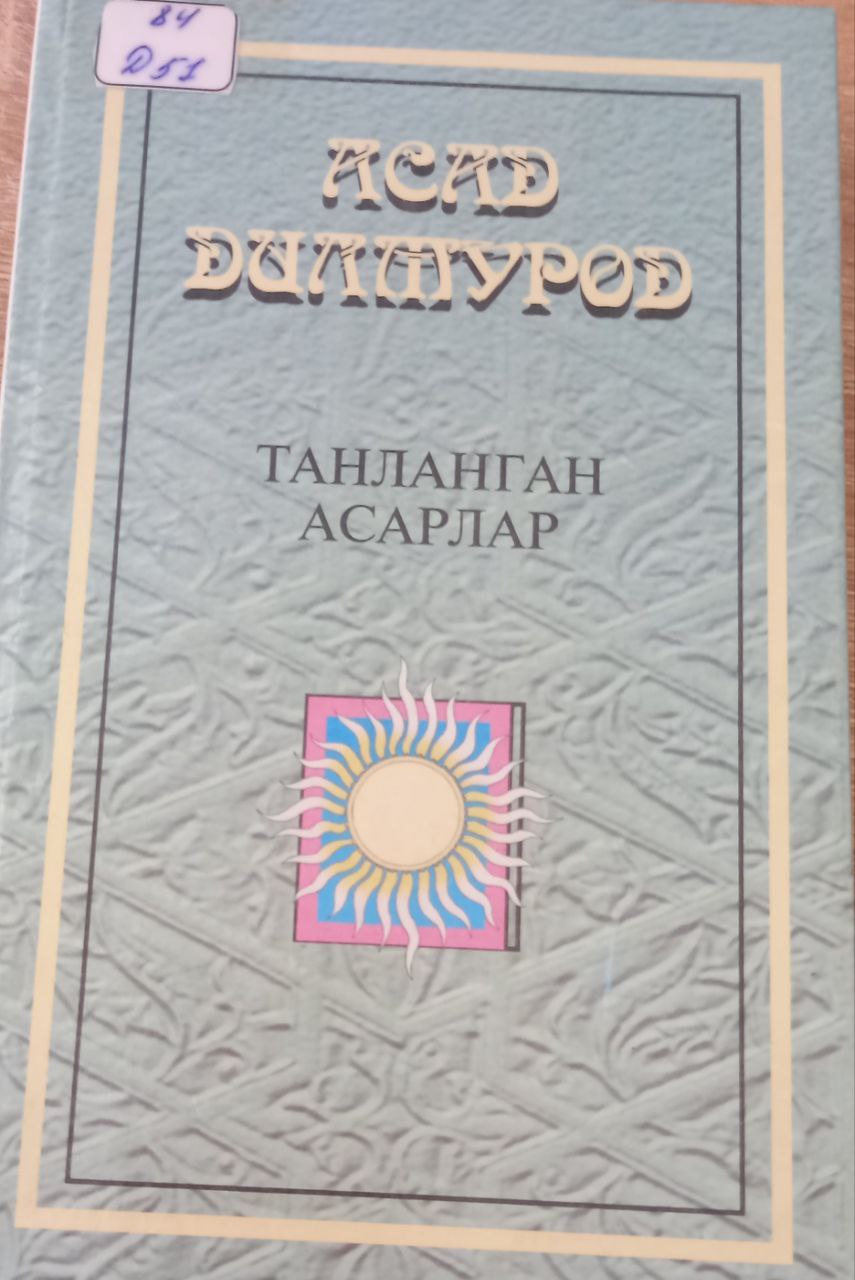 84
Д51
АСАД
ДИЛМУРОД
ТАНЛАНГАН
АСАРЛАР